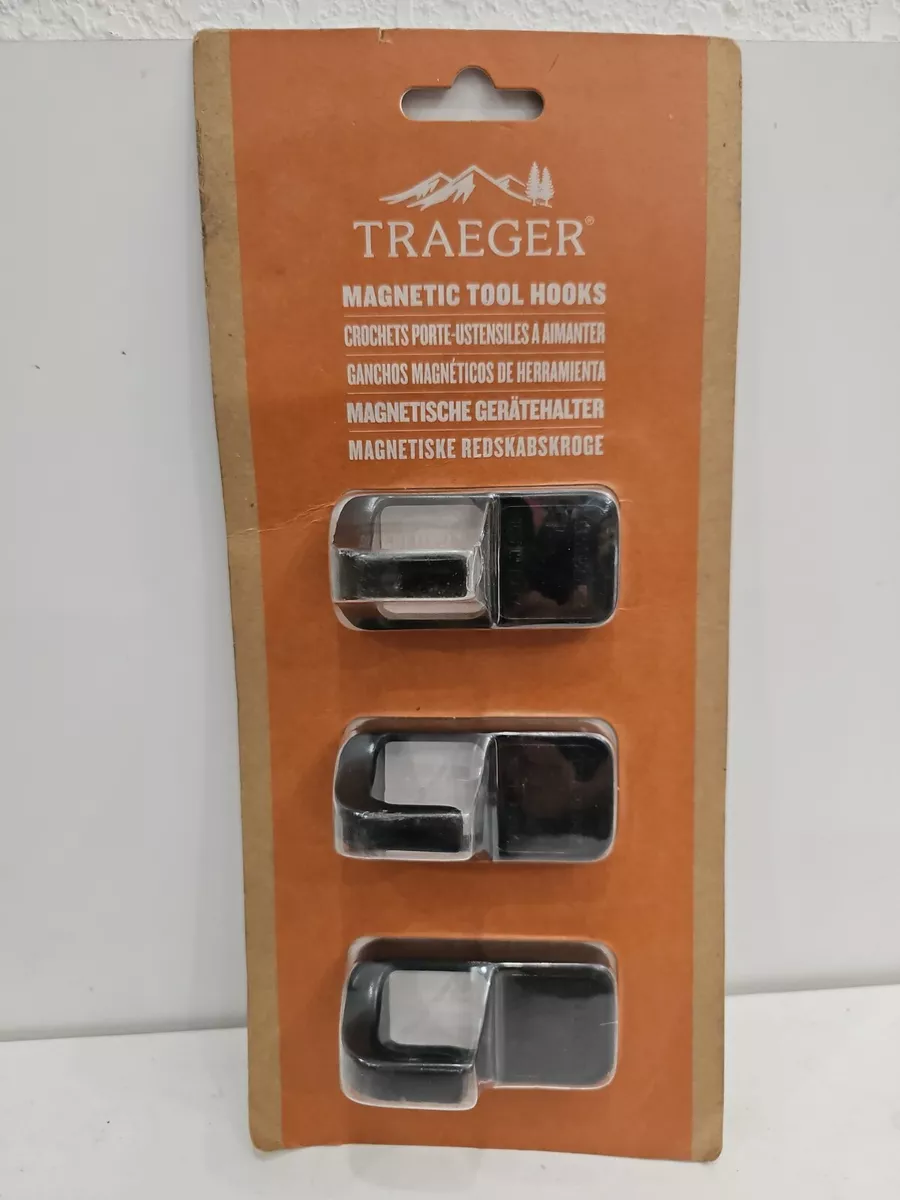 TRAEGER®
MAGNETIC TOOL HOOKS
CROCHETS PORTE-USTENSILES À AIMANTER
GANCHOS MAGNÉTICOS DE HERRAMIENTA
MAGNETISCHE GERÄTEHALTER
MAGNETISKE REDSKABSKROGE